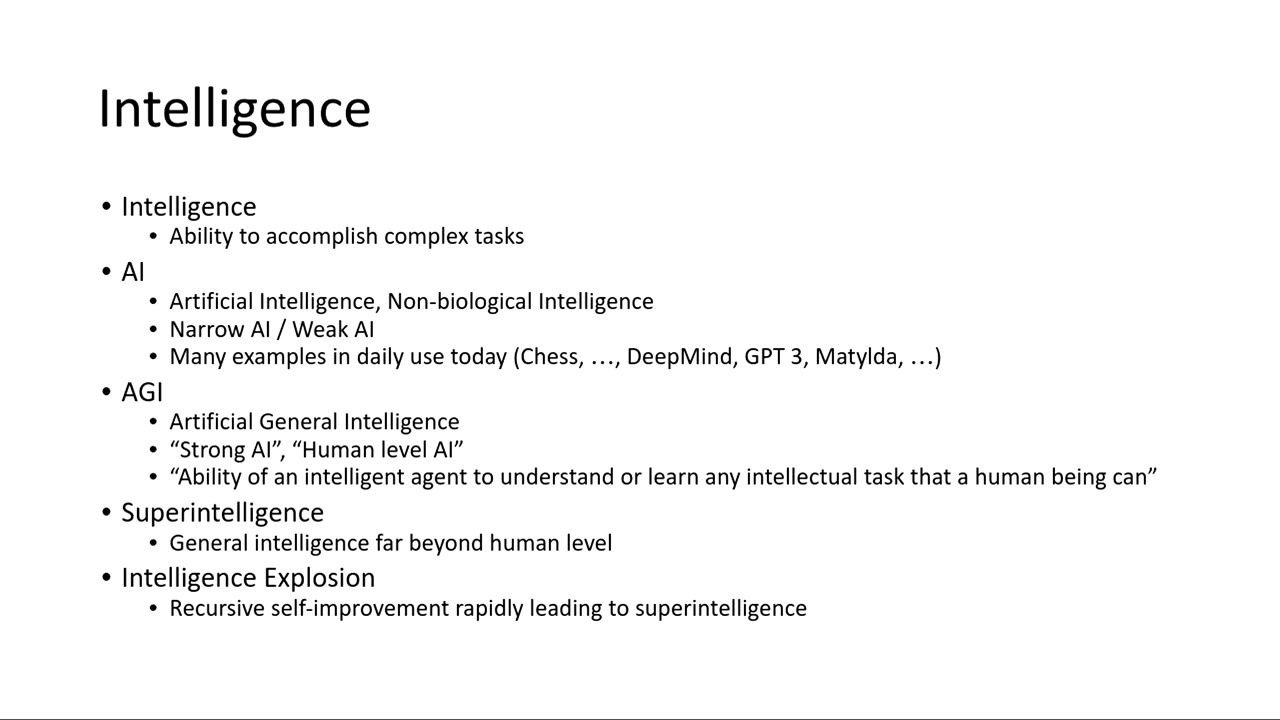 Intelligence
• Intelligence
• Ability to accomplish complex tasks
• AI
• Artificial Intelligence, Non-biological Intelligence
• Narrow AI / Weak AI
• Many examples in daily use today (Chess, …, DeepMind, GPT 3, Matylda, …)
• AGI
• Artificial General Intelligence
• “Strong AI”, “Human level AI”
• “Ability of an intelligent agent to understand or learn any intellectual task that a human being can”
• Superintelligence
• General intelligence far beyond human level
• Intelligence Explosion
• Recursive self-improvement rapidly leading to superintelligence